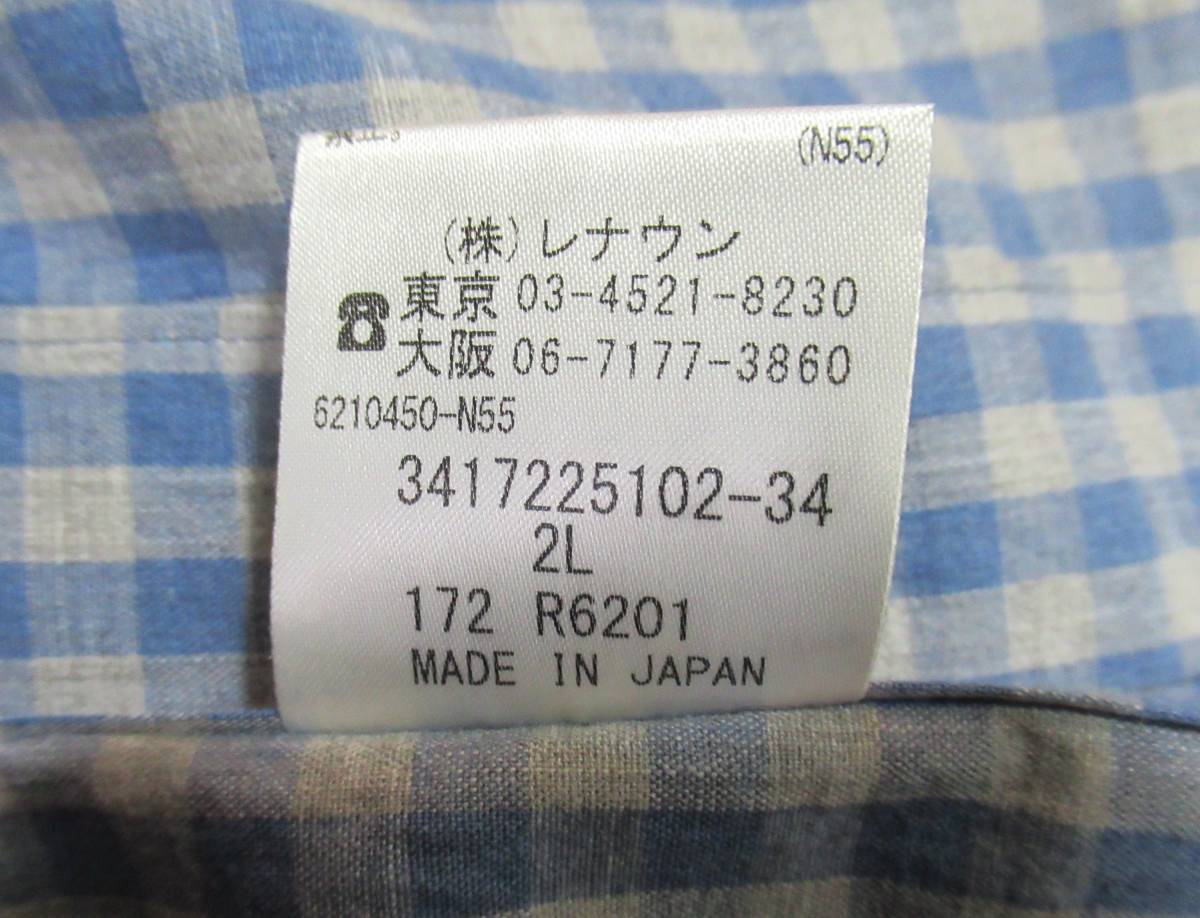 (N55)
(株)レナウン
☎ 東京 03-4521-8230
大阪 06-7177-3860
6210450-N55
3417225102-34
2L
172 R6201
MADE IN JAPAN